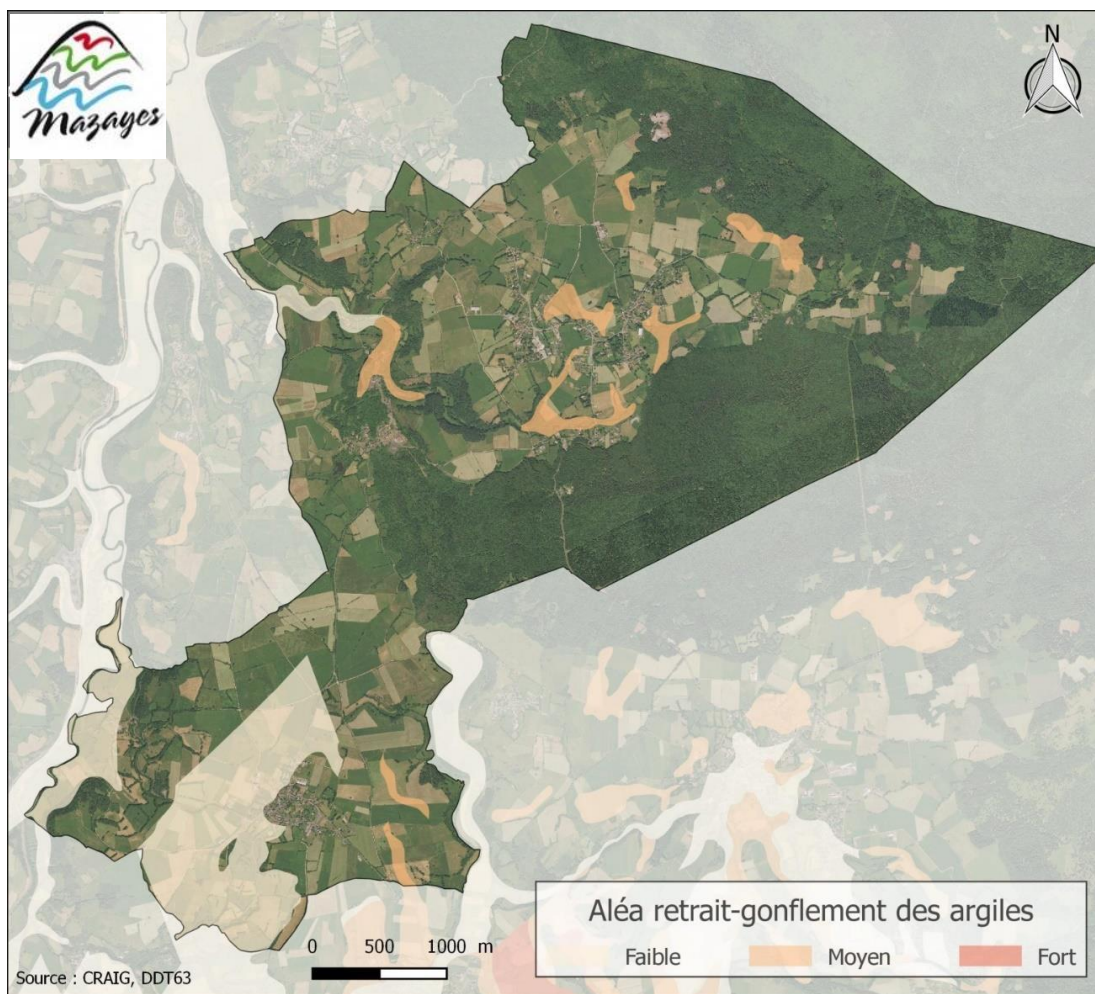 Mazayes
N
Aléa retrait-gonflement des argiles
Faible Moyen Fort
0 500 1000 m
Source : CRAIG, DDT63